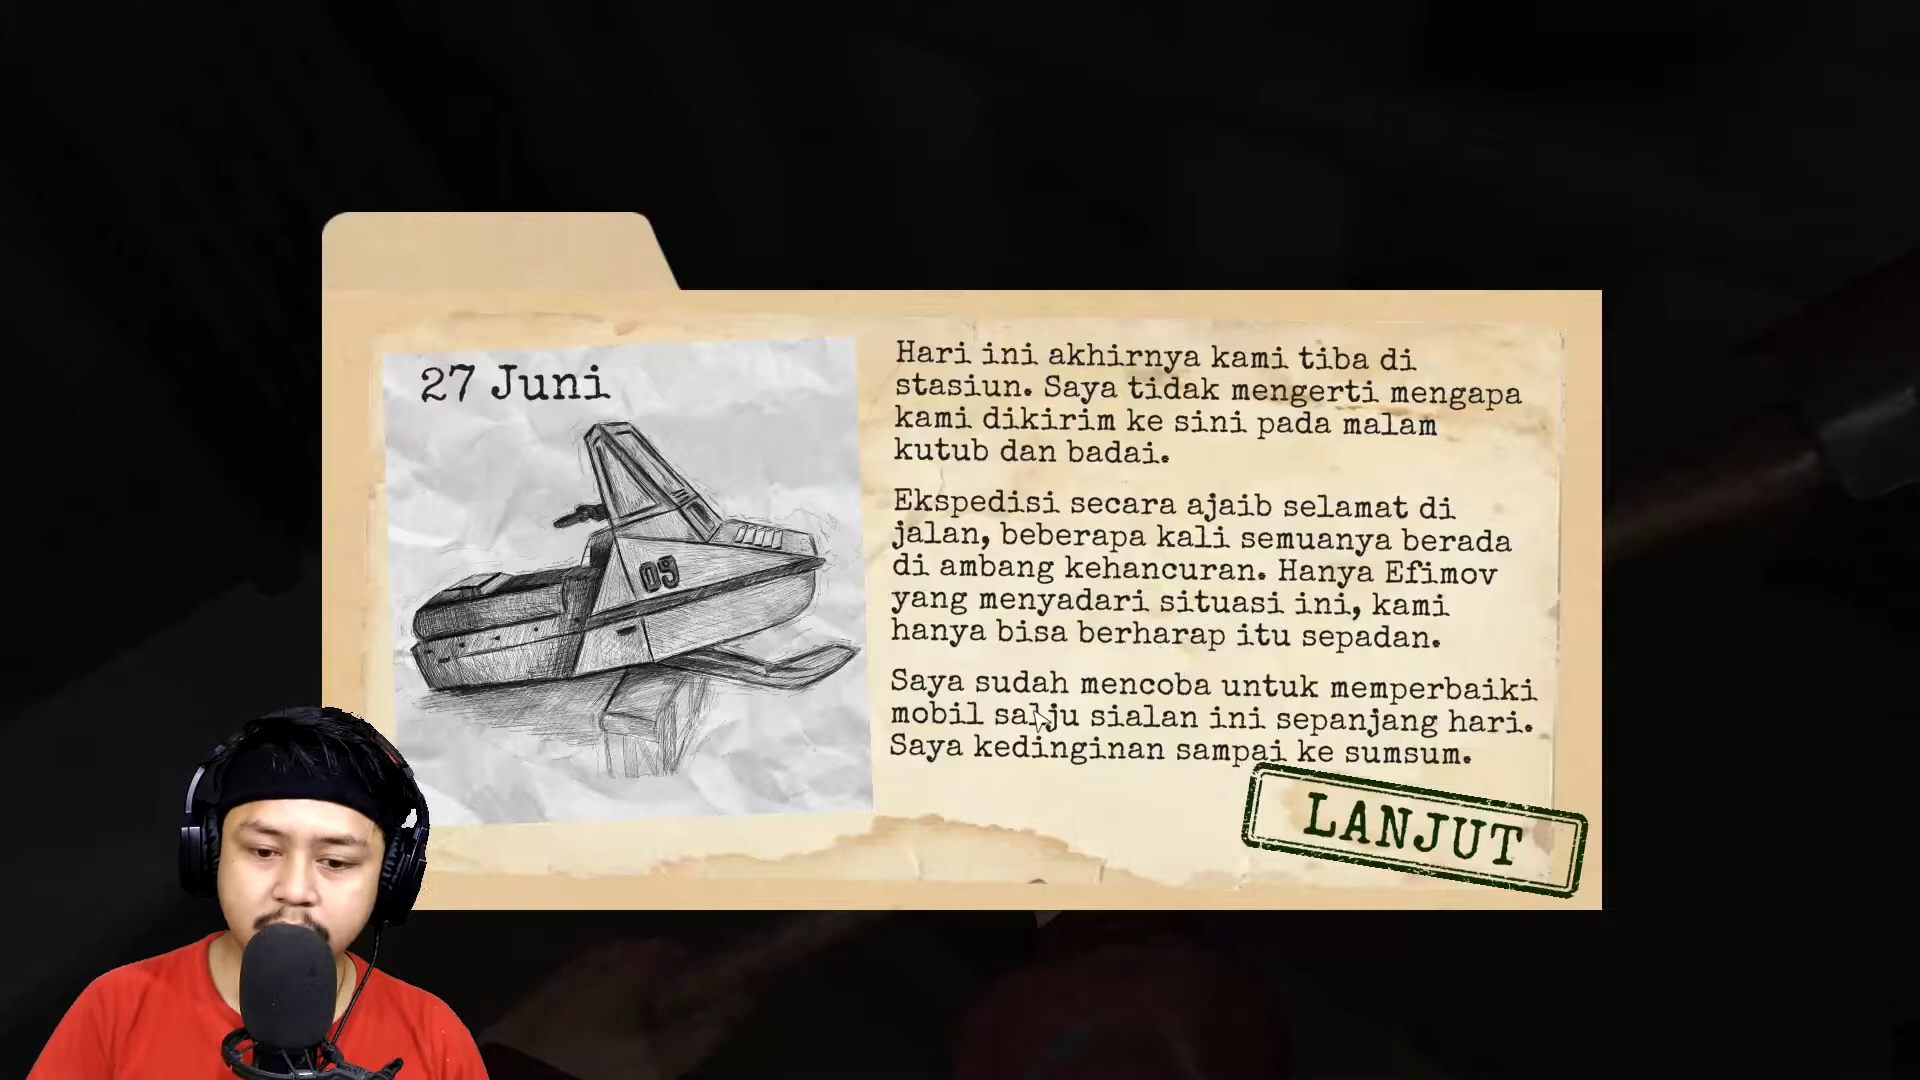 27 Juni
Hari ini akhirnya kami tiba di
stasiun. Saya tidak mengerti mengapa
kami dikirim ke sini pada malam
kutub dan badai.
Ekspedisi secara ajaib selamat di
jalan, beberapa kali semuanya berada
di ambang kehancuran. Hanya Efimov
yang menyadari situasi ini, kami
hanya bisa berharap itu sepadan.
Saya sudah mencoba untuk memperbaiki
mobil salju sialan ini sepanjang hari.
Saya kedinginan sampai ke sumsum.
LANJUT
09